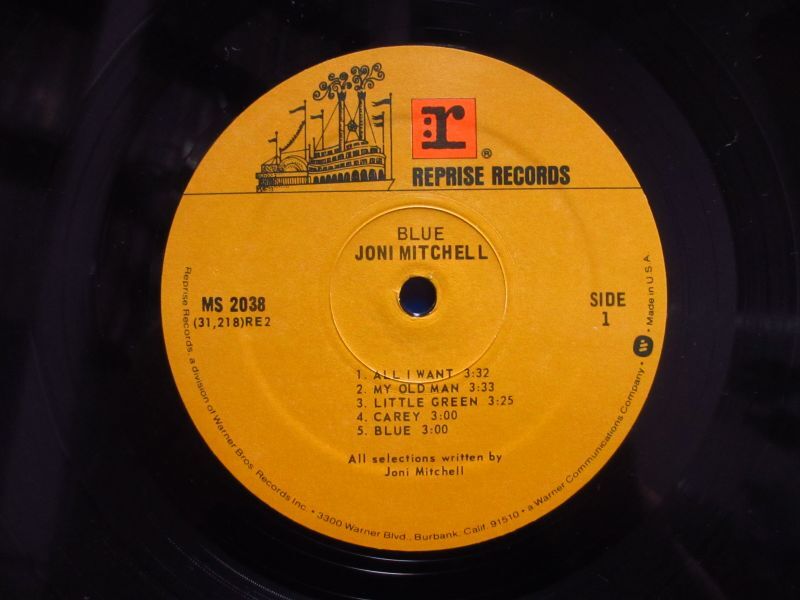 r ®
REPRISE RECORDS
BLUE
JONI MITCHELL
MS 2038
(31,218)RE2
SIDE
1
1. ALL I WANT 3:32
2. MY OLD MAN 3:33
3. LITTLE GREEN 3:25
4. CAREY 3:00
5. BLUE 3:00
All selections written by
Joni Mitchell
Reprise Records, a division of Warner Bros. Records Inc. • 3300 Warner Blvd., Burbank, Calif. 91510 • a Warner Communications Company • W • Made in U.S.A.